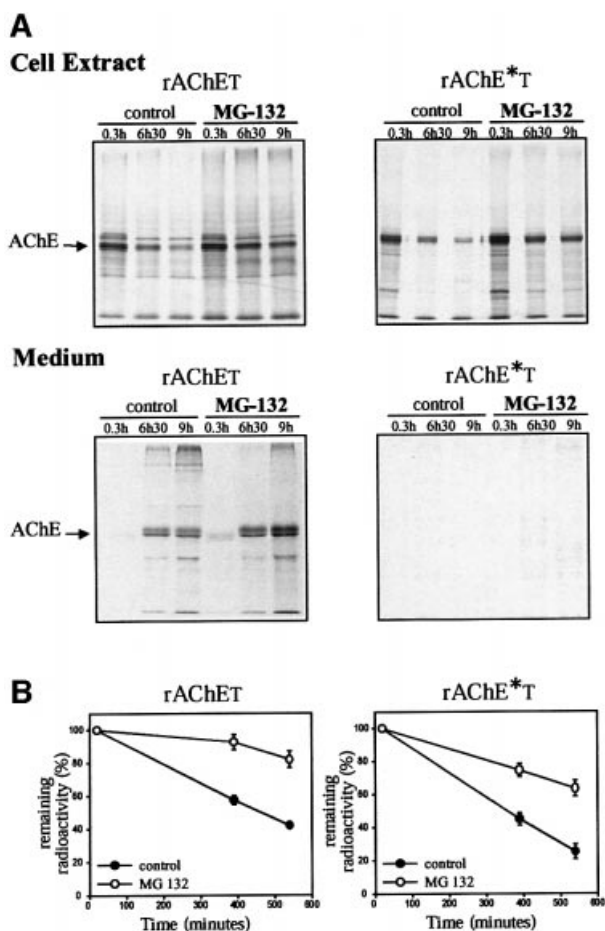 A
Cell Extract
rAChET rAChE*T
control MG-132 control MG-132
0.3h 6h30 9h 0.3h 6h30 9h 0.3h 6h30 9h 0.3h 6h30 9h
AChE
Medium
rAChET rAChE*T
control MG-132 control MG-132
0.3h 6h30 9h 0.3h 6h30 9h 0.3h 6h30 9h 0.3h 6h30 9h
AChE
B
rAChET rAChE*T
remaining radioactivity (%)
100
80
60
40
20
0
control
MG 132
0 100 200 300 400 500 600
Time (minutes)
remaining radioactivity (%)
100
80
60
40
20
0
control
MG 132
0 100 200 300 400 500 600
Time (minutes)